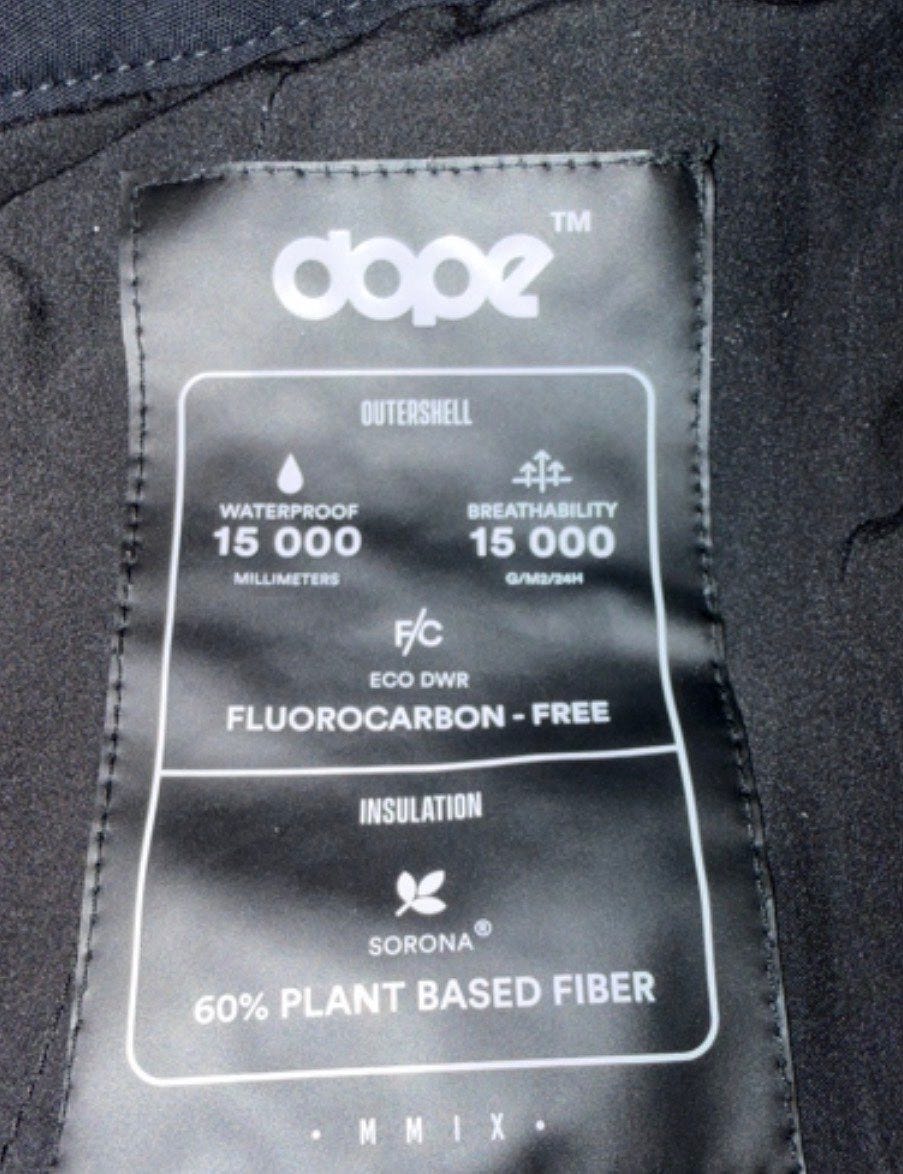 dope™
OUTERSHELL
WATERPROOF
15 000
MILLIMETERS
BREATHABILITY
15 000
G/M2/24H
F/C
ECO DWR
FLUOROCARBON - FREE
INSULATION
SORONA®
60% PLANT BASED FIBER
· M M I X ·